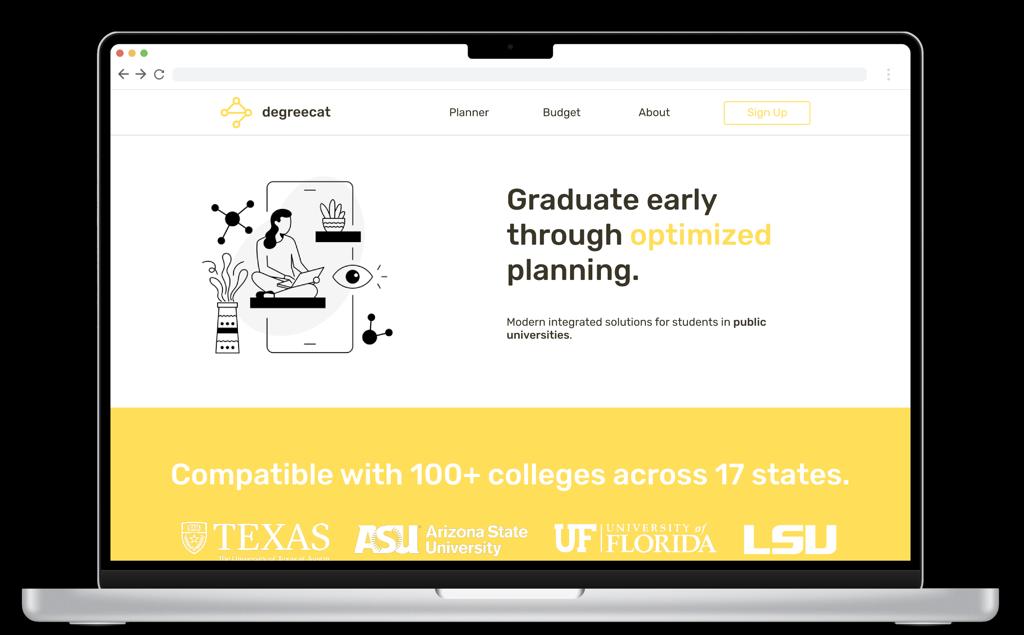 degreecat
Planner
Budget
About
Sign Up
Graduate early
through optimized
planning.
Modern integrated solutions for students in public
universities.
Compatible with 100+ colleges across 17 states.
TEXAS
The University of Texas at Austin
ASU Arizona State
University
UF UNIVERSITY of
FLORIDA
LSU